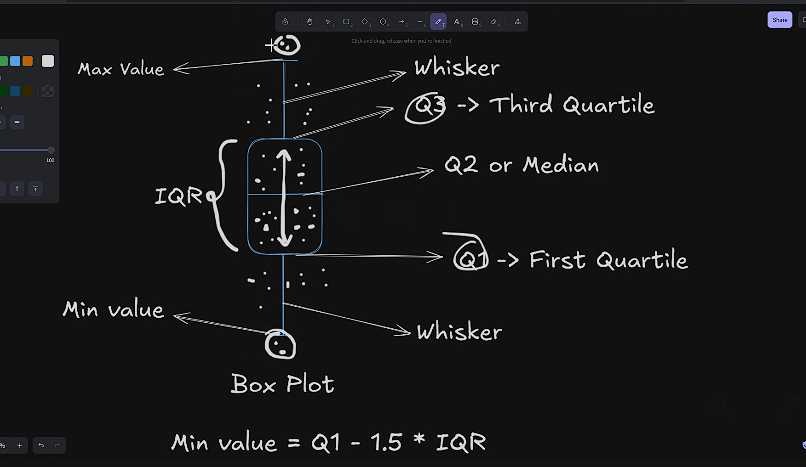 Share
Click and drag, release when you're finished
Max Value
Whisker
Q3 -> Third Quartile
100
Q2 or Median
IQR
Q1 -> First Quartile
Min value
Whisker
Box Plot
Min value = Q1 - 1.5 * IQR